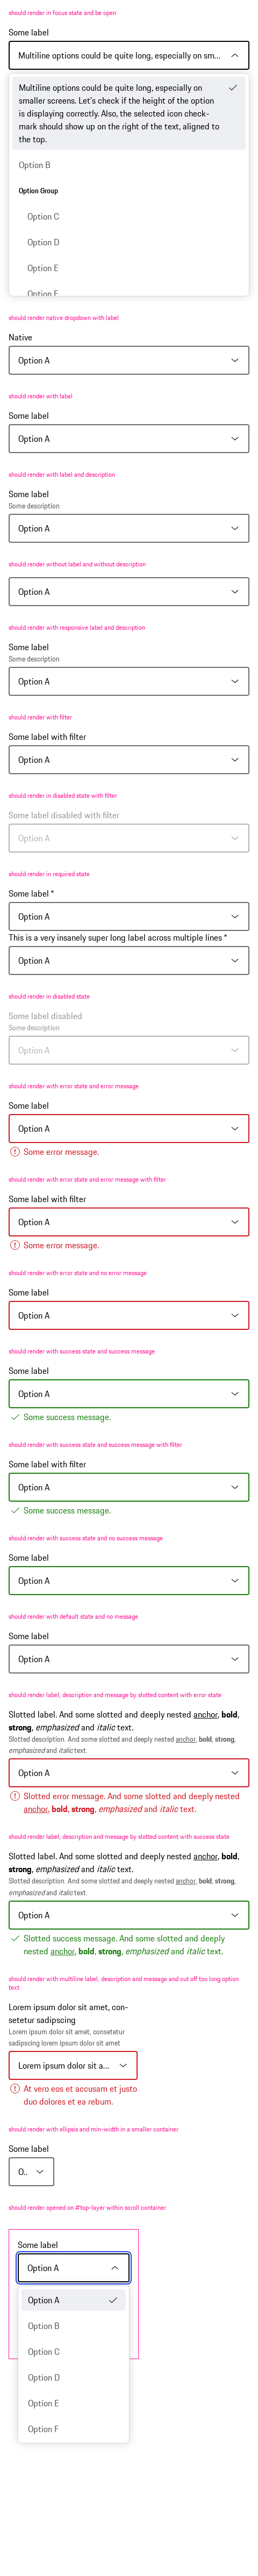 should render in focus state and be open
Some label
Multiline options could be quite long, especially on sm...
Multiline options could be quite long, especially on
smaller screens. Let's check if the height of the option
is displaying correctly. Also, the selected icon check-
mark should show up on the right of the text, aligned to
the top.
Option B
Option Group
Option C
Option D
Option E
Option F
should render native dropdown with label
Native
Option A
should render with label
Some label
Option A
should render with label and description
Some label
Some description
Option A
should render without label and without description
Option A
should render with responsive label and description
Some label
Some description
Option A
should render with filter
Some label with filter
Option A
should render in disabled state with filter
Some label disabled with filter
Option A
should render in required state
Some label *
Option A
This is a very insanely super long label across multiple lines *
Option A
should render in disabled state
Some label disabled
Some description
Option A
should render with error state and error message
Some label
Option A
Some error message.
should render with error state and error message with filter
Some label with filter
Option A
Some error message.
should render with error state and no error message
Some label
Option A
should render with success state and success message
Some label
Option A
Some success message.
should render with success state and success message with filter
Some label with filter
Option A
Some success message.
should render with success state and no success message
Some label
Option A
should render with default state and no message
Some label
Option A
should render label, description and message by slotted content with error state
Slotted label. And some slotted and deeply nested anchor, bold,
strong, emphasized and italic text.
Slotted description. And some slotted and deeply nested anchor, bold, strong,
emphasized and italic text.
Option A
Slotted error message. And some slotted and deeply nested
anchor, bold, strong, emphasized and italic text.
should render label, description and message by slotted content with success state
Slotted label. And some slotted and deeply nested anchor, bold,
strong, emphasized and italic text.
Slotted description. And some slotted and deeply nested anchor, bold, strong,
emphasized and italic text.
Option A
Slotted success message. And some slotted and deeply
nested anchor, bold, strong, emphasized and italic text.
should render with multiline label, description and message and cut off too long option
text
Lorem ipsum dolor sit amet, con-
setetur sadipscing
Lorem ipsum dolor sit amet, consetetur
sadipscing lorem ipsum dolor sit amet
Lorem ipsum dolor sit a...
At vero eos et accusam et justo
duo dolores et ea rebum.
should render with ellipsis and min-width in a smaller container
Some label
O..
should render opened on #top-layer within scroll container
Some label
Option A
Option A
Option B
Option C
Option D
Option E
Option F